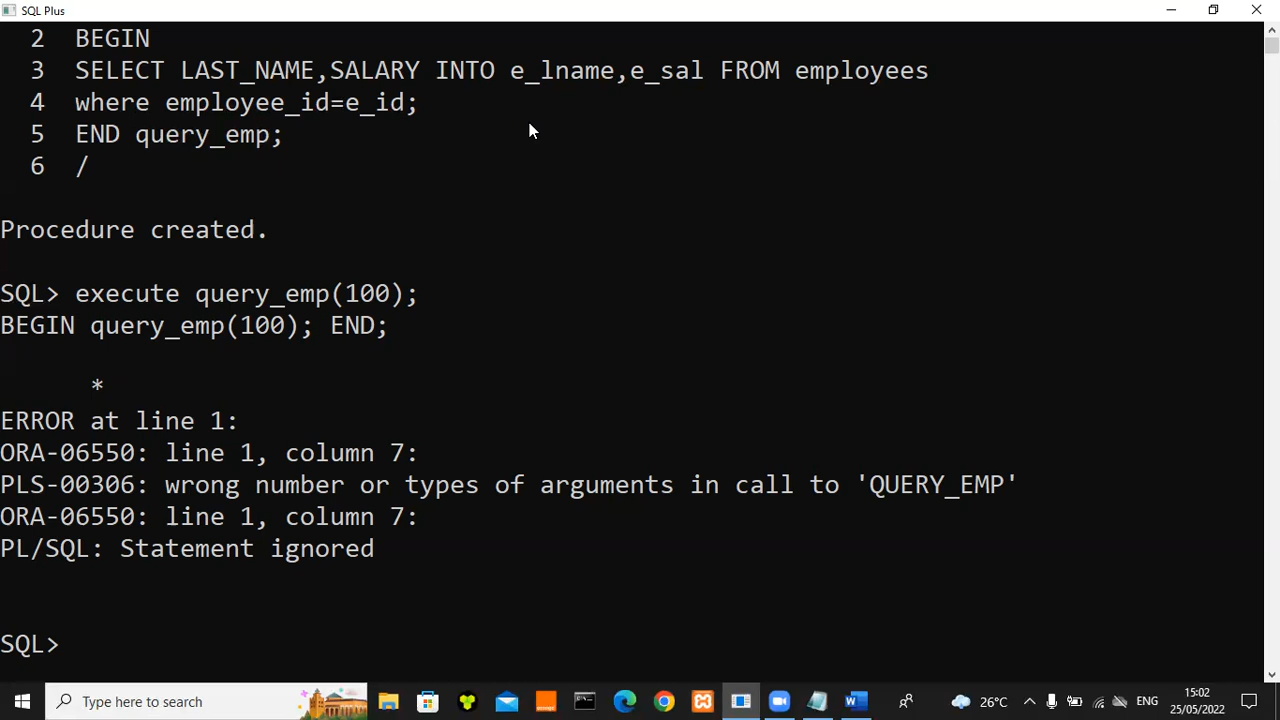 SQL Plus
2 BEGIN
3 SELECT LAST_NAME,SALARY INTO e_lname,e_sal FROM employees
4 where employee_id=e_id;
5 END query_emp;
6 /
Procedure created.
SQL> execute query_emp(100);
BEGIN query_emp(100); END;
*
ERROR at line 1:
ORA-06550: line 1, column 7:
PLS-00306: wrong number or types of arguments in call to 'QUERY_EMP'
ORA-06550: line 1, column 7:
PL/SQL: Statement ignored
SQL>
Type here to search
26°C
ENG
15:02
25/05/2022